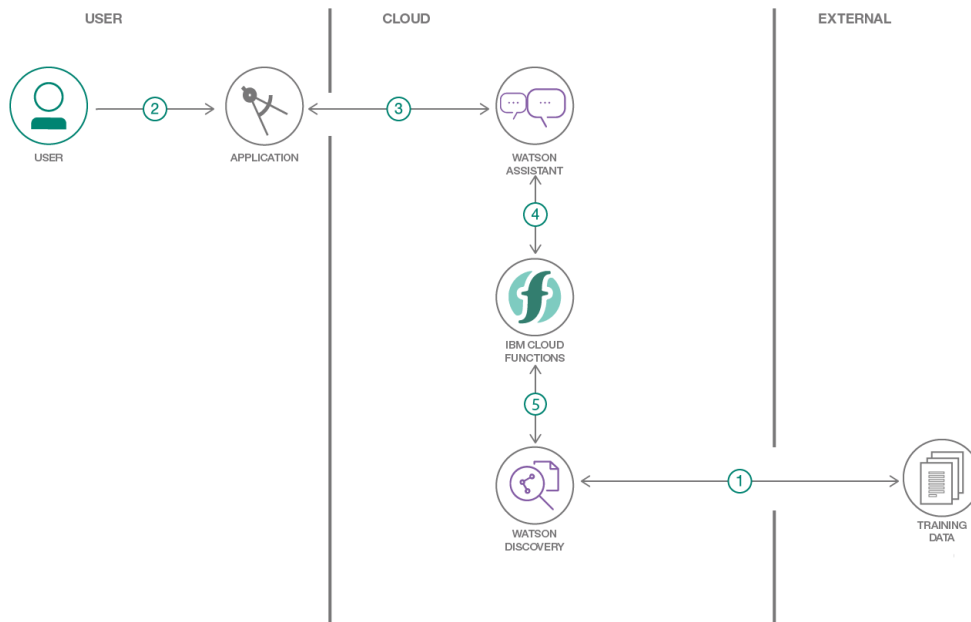 USER
CLOUD
EXTERNAL
2
3
USER
APPLICATION
WATSON
ASSISTANT
4
IBM CLOUD
FUNCTIONS
5
1
WATSON
DISCOVERY
TRAINING
DATA